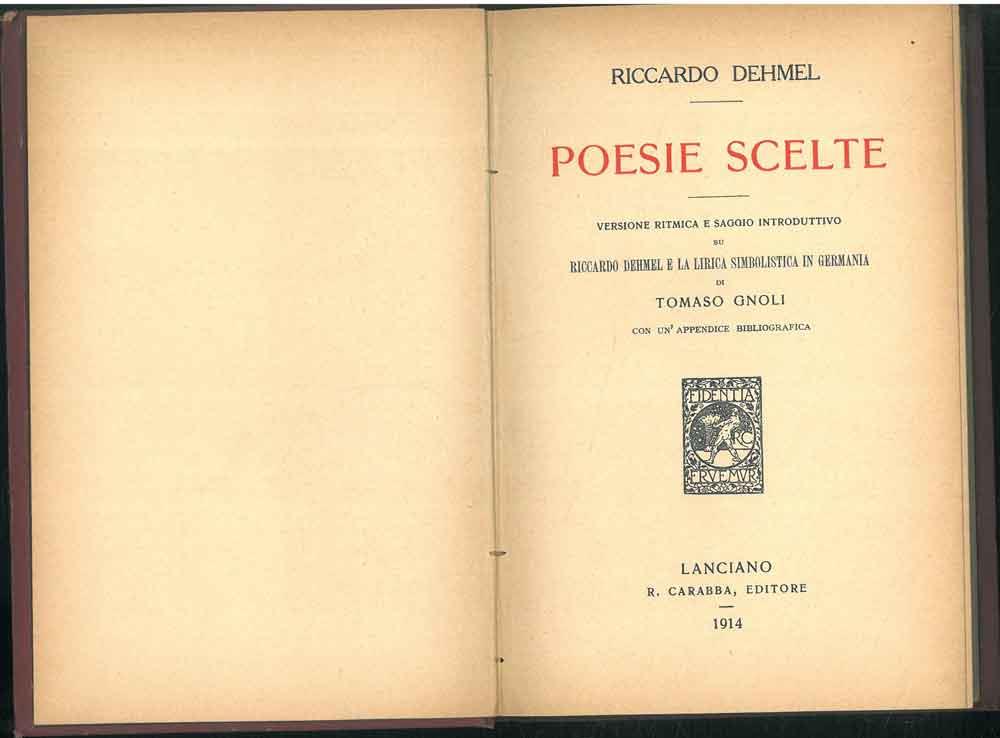 RICCARDO DEHMEL
POESIE SCELTE
VERSIONE RITMICA E SAGGIO INTRODUTTIVO
SU
RICCARDO DEHMEL E LA LIRICA SIMBOLISTICA IN GERMANIA
DI
TOMASO GNOLI
CON UN' APPENDICE BIBLIOGRAFICA
FIDENTIA
RC
FRVEMVR
LANCIANO
R. CARABBA, EDITORE
1914